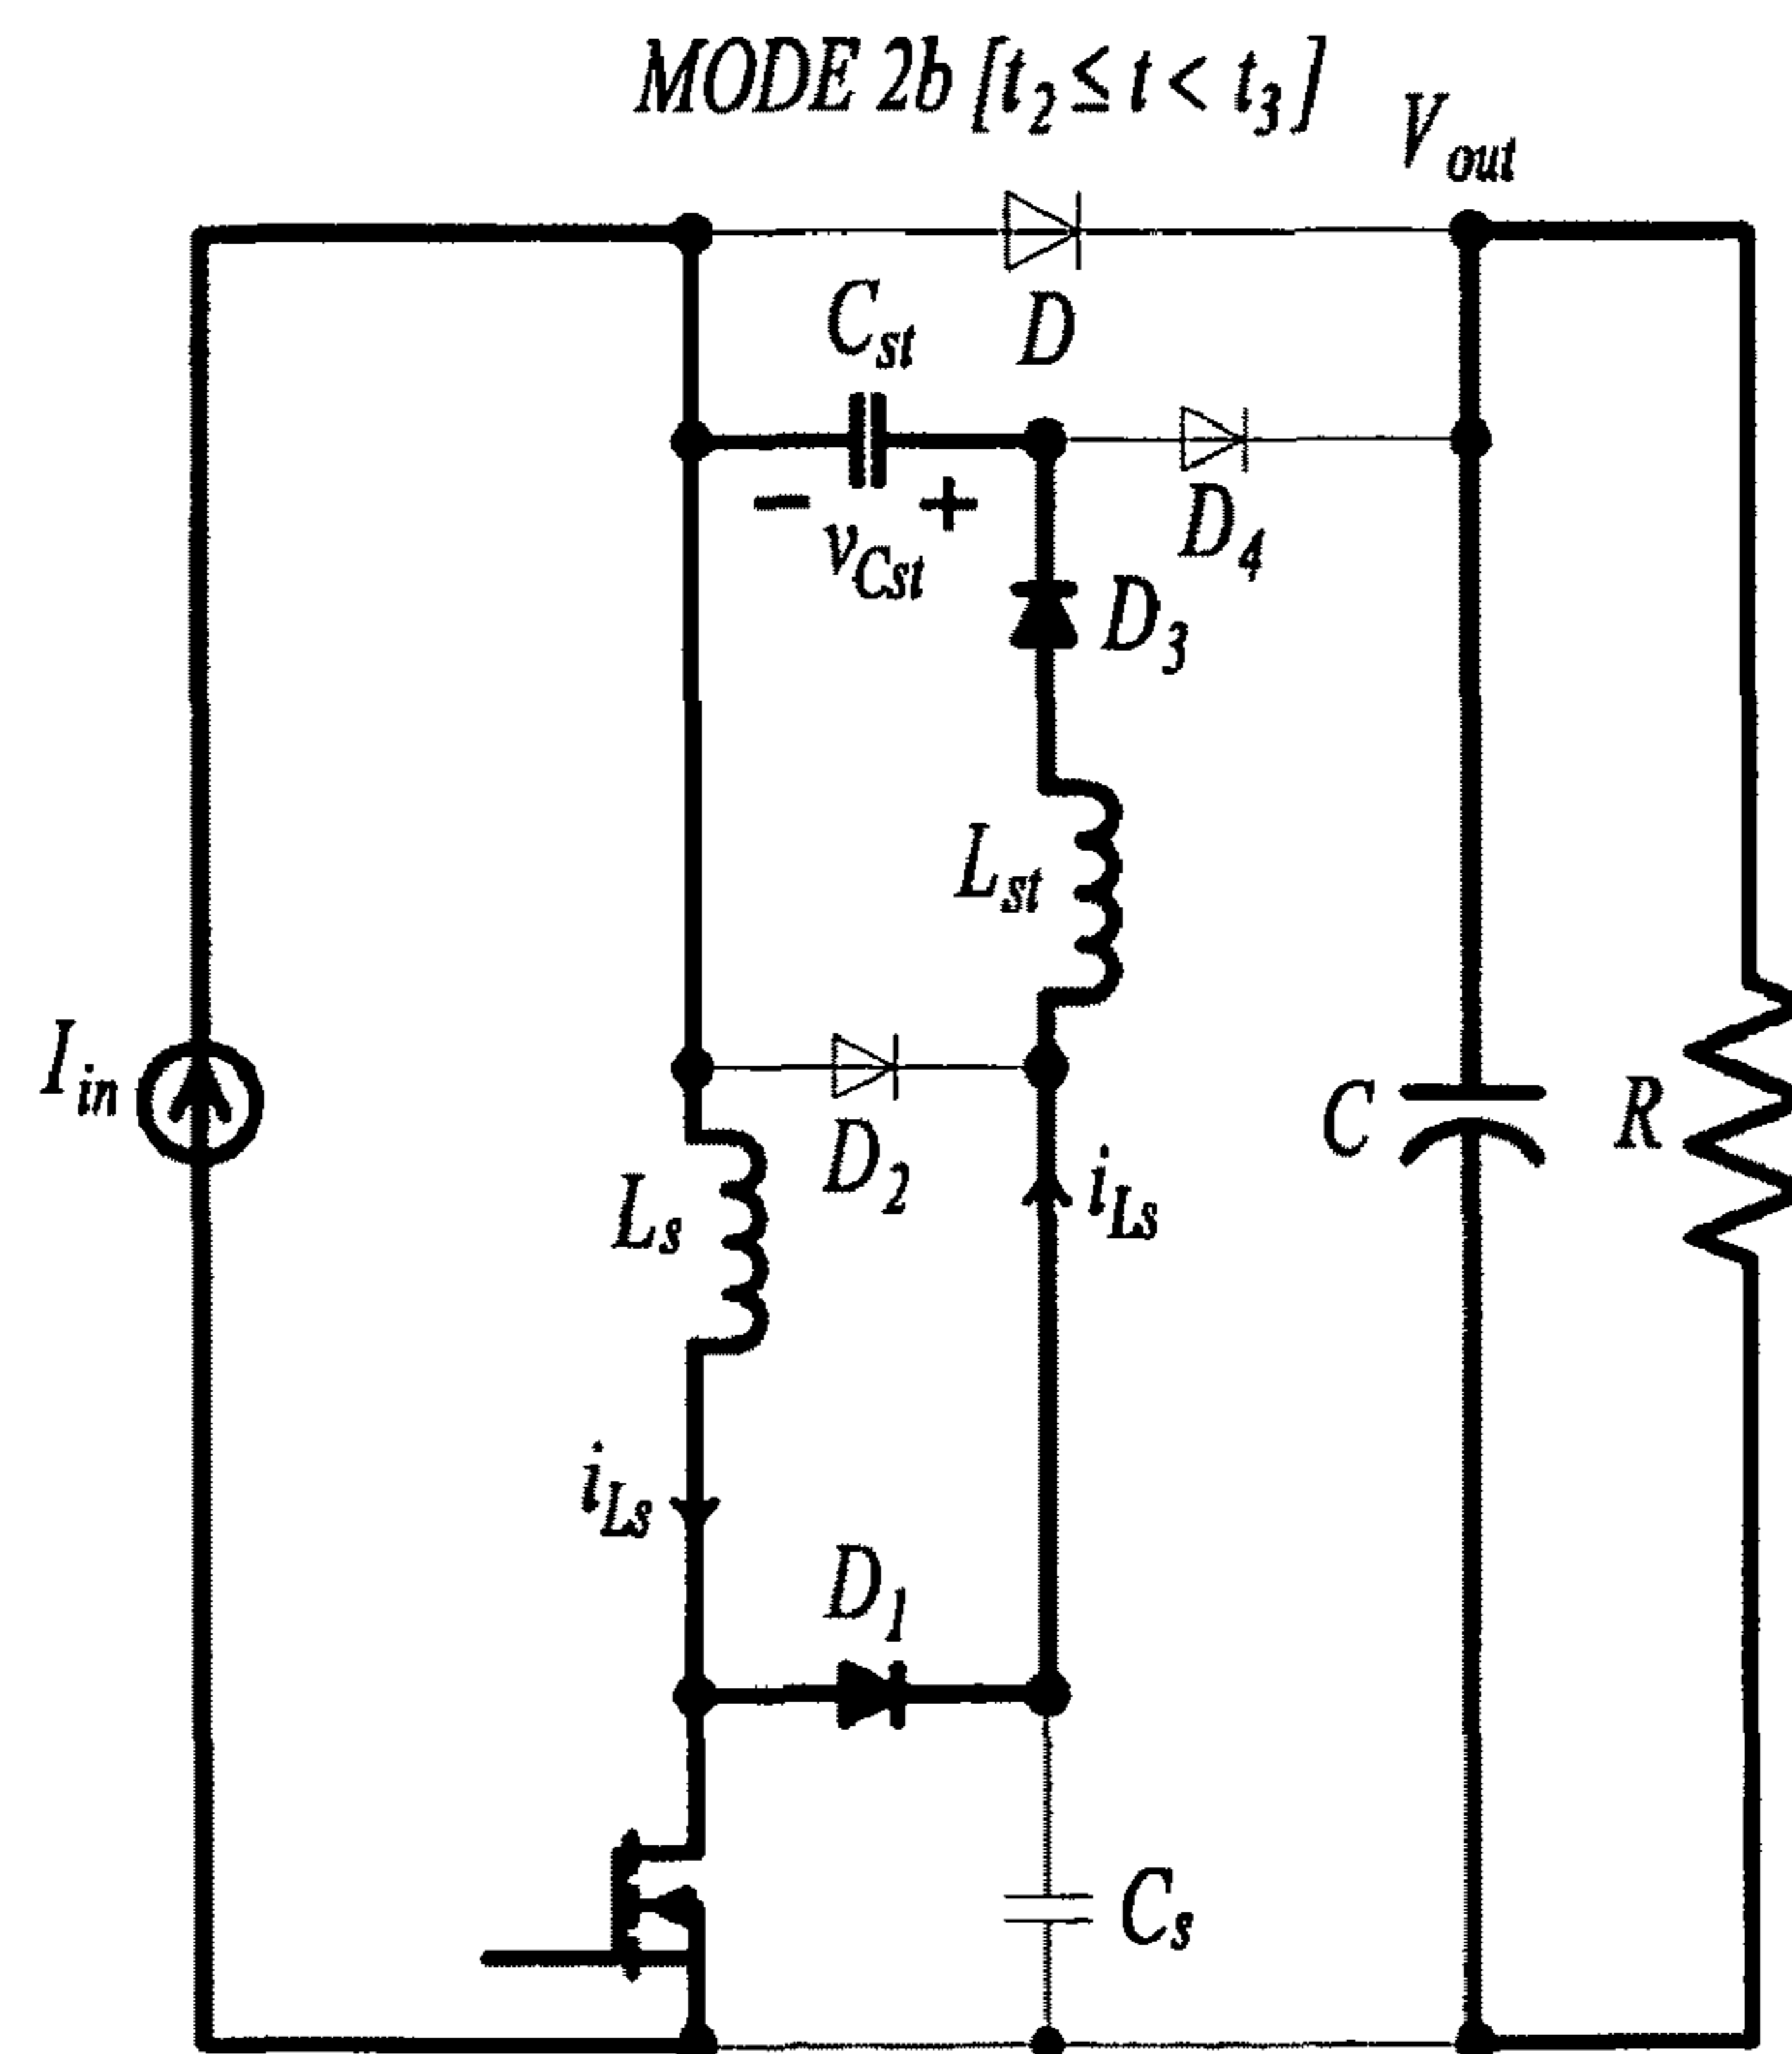 MODE 2b [t2 ≤ t < t3]
Vout
Cst
D
− +
vCst
D4
D3
Lst
Iin
D2
Ls
iLs
C
R
iLs
D1
Cs